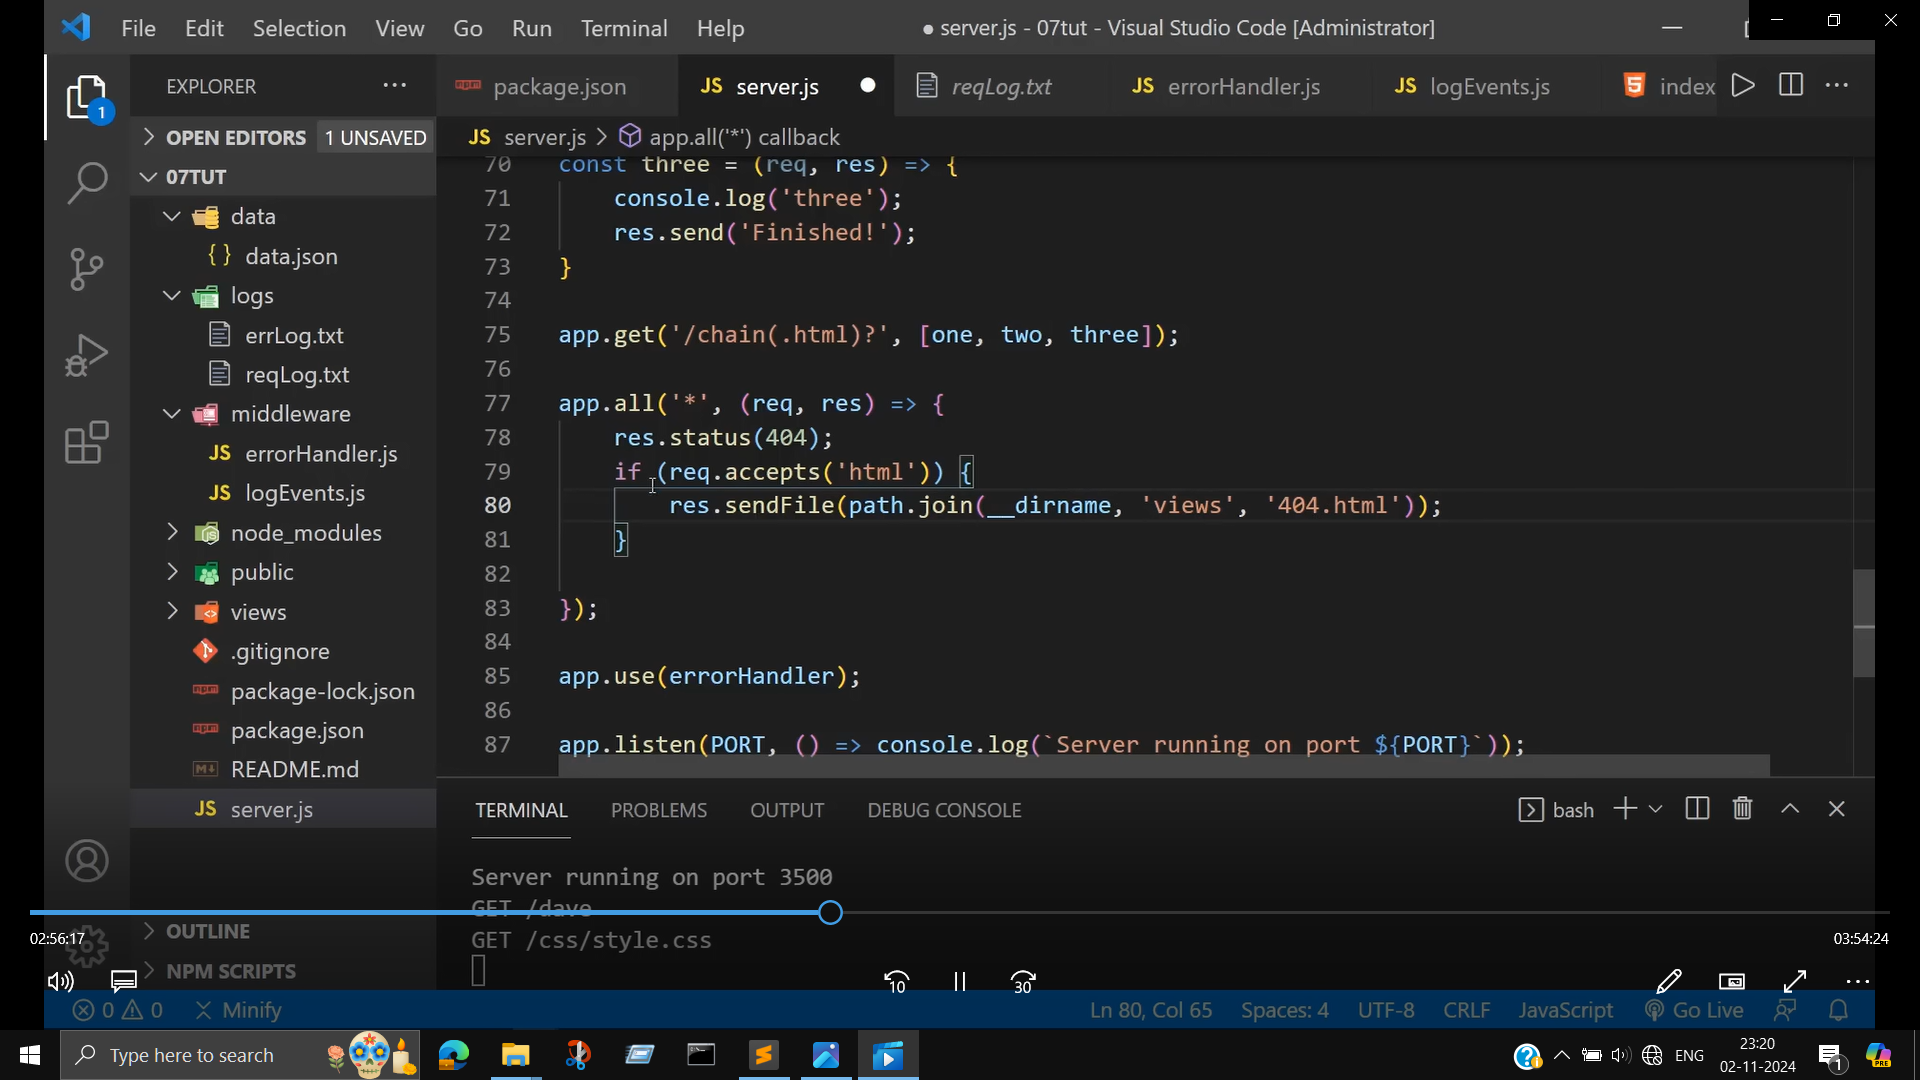 File Edit Selection View Go Run Terminal Help
● server.js - 07tut - Visual Studio Code [Administrator]
EXPLORER
package.json
JS server.js
reqLog.txt
JS errorHandler.js
JS logEvents.js
index
1
OPEN EDITORS 1 UNSAVED
JS server.js > app.all('*') callback
07TUT
data
{ } data.json
logs
errLog.txt
reqLog.txt
middleware
JS errorHandler.js
JS logEvents.js
node_modules
public
views
.gitignore
package-lock.json
package.json
README.md
JS server.js
OUTLINE
NPM SCRIPTS
70 const three = (req, res) => {
71 console.log('three');
72 res.send('Finished!');
73 }
74
75 app.get('/chain(.html)?', [one, two, three]);
76
77 app.all('*', (req, res) => {
78 res.status(404);
79 if (req.accepts('html')) {
80 res.sendFile(path.join(__dirname, 'views', '404.html'));
81 }
82
83 });
84
85 app.use(errorHandler);
86
87 app.listen(PORT, () => console.log(`Server running on port ${PORT}`));
TERMINAL PROBLEMS OUTPUT DEBUG CONSOLE
bash
Server running on port 3500
GET /dave
GET /css/style.css
02:56:17
03:54:24
10
30
0 0 Minify
Ln 80, Col 65 Spaces: 4 UTF-8 CRLF JavaScript Go Live
Type here to search
ENG
23:20
02-11-2024
1
PRE